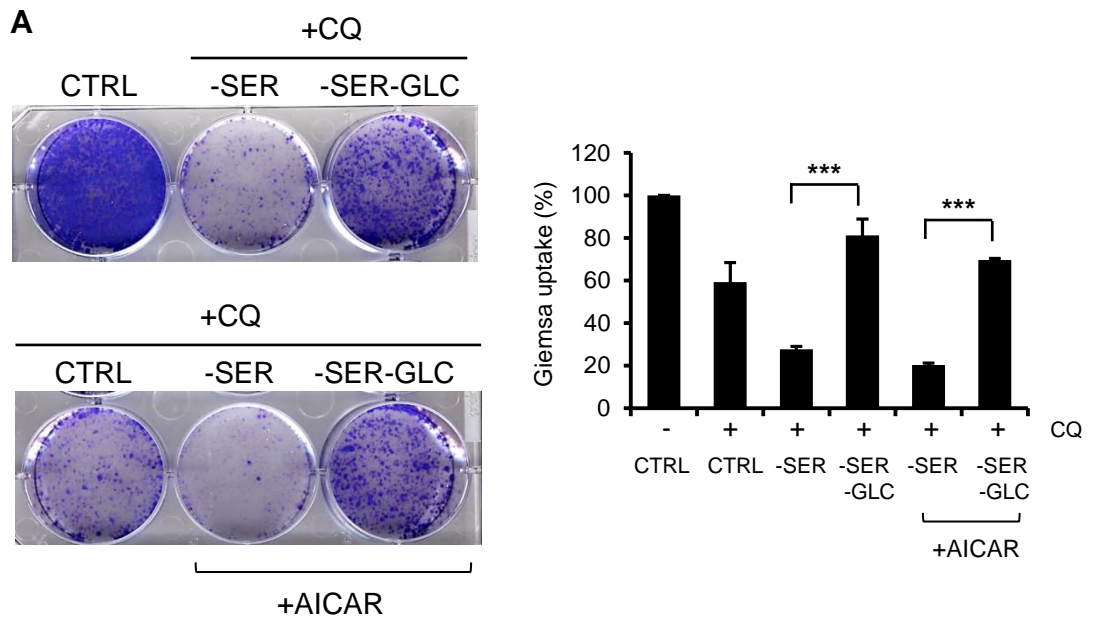 A
+CQ
CTRL -SER -SER-GLC
+CQ
CTRL -SER -SER-GLC
+AICAR
Giemsa uptake (%)
120
100
80
60
40
20
0
***
***
- + + + + + CQ
CTRL CTRL -SER -SER -SER -SER
-GLC -GLC
+AICAR